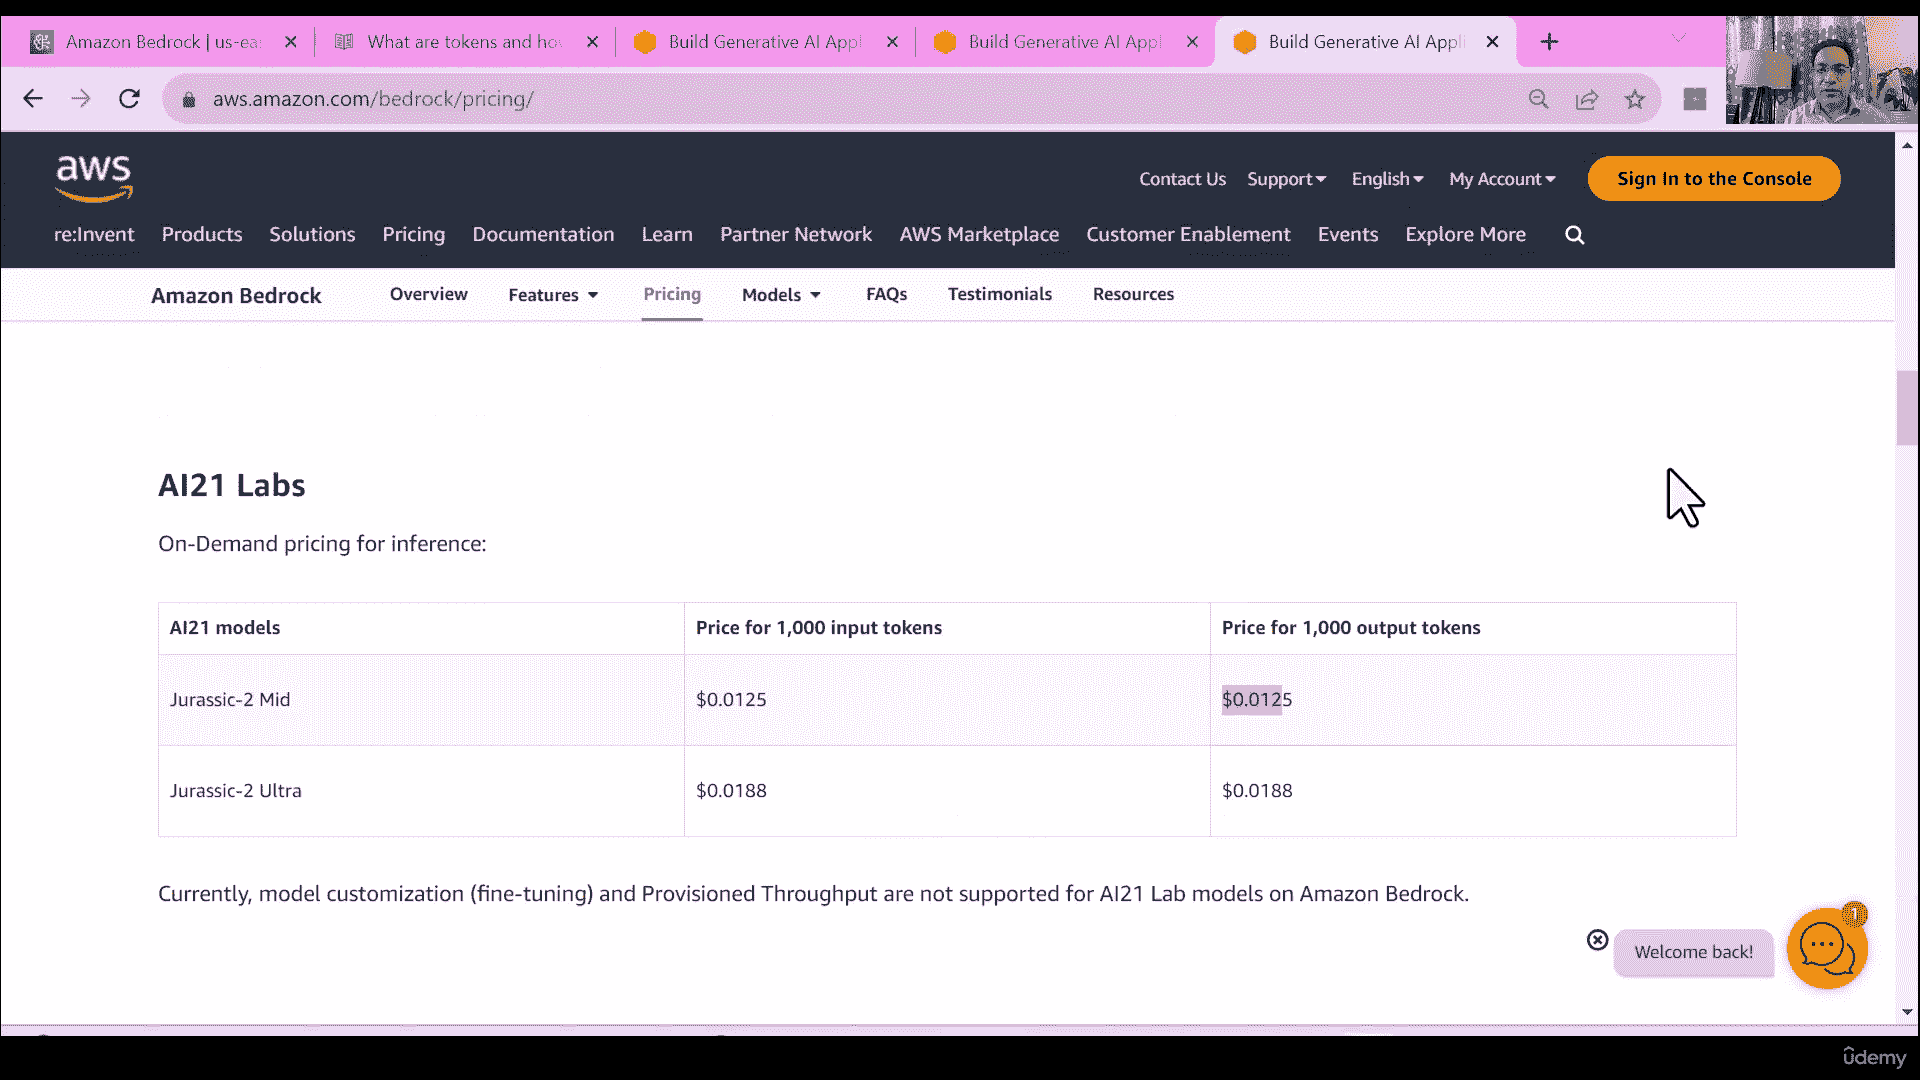 Amazon Bedrock | us-ea
What are tokens and ho
Build Generative AI Appl
Build Generative AI Appl
Build Generative AI Appli
aws.amazon.com/bedrock/pricing/
aws
Contact Us Support English My Account Sign In to the Console
re:Invent Products Solutions Pricing Documentation Learn Partner Network AWS Marketplace Customer Enablement Events Explore More
Amazon Bedrock Overview Features Pricing Models FAQs Testimonials Resources
AI21 Labs
On-Demand pricing for inference:
AI21 models Price for 1,000 input tokens Price for 1,000 output tokens
Jurassic-2 Mid $0.0125 $0.0125
Jurassic-2 Ultra $0.0188 $0.0188
Currently, model customization (fine-tuning) and Provisioned Throughput are not supported for AI21 Lab models on Amazon Bedrock.
1
Welcome back!
ûdemy